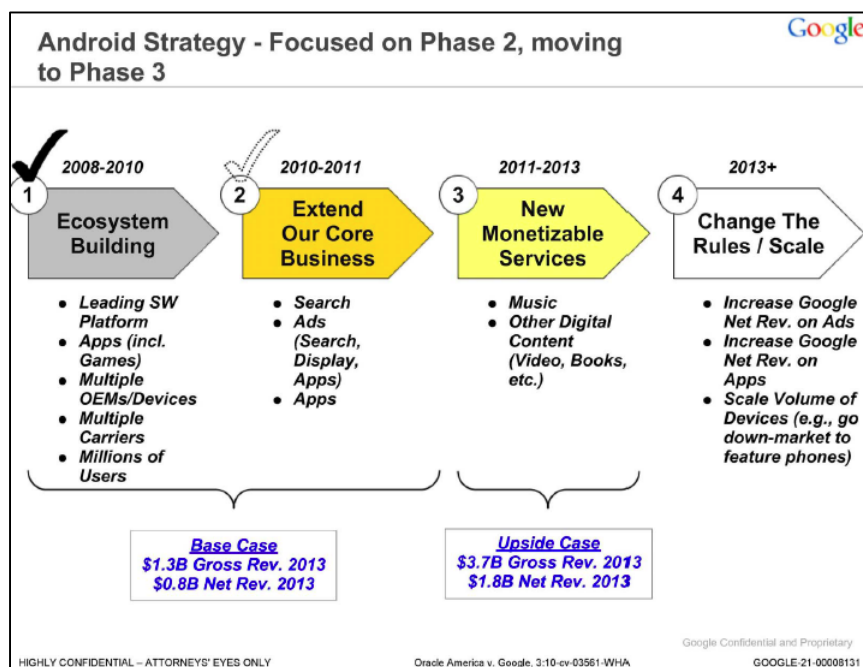 Google
Android Strategy - Focused on Phase 2, moving
to Phase 3
2008-2010
1
Ecosystem
Building
● Leading SW
Platform
● Apps (incl.
Games)
● Multiple
OEMs/Devices
● Multiple
Carriers
● Millions of
Users
2010-2011
2
Extend
Our Core
Business
● Search
● Ads
(Search,
Display,
Apps)
● Apps
2011-2013
3
New
Monetizable
Services
● Music
● Other Digital
Content
(Video, Books,
etc.)
2013+
4
Change The
Rules / Scale
● Increase Google
Net Rev. on Ads
● Increase Google
Net Rev. on
Apps
● Scale Volume of
Devices (e.g., go
down-market to
feature phones)
Base Case
$1.3B Gross Rev. 2013
$0.8B Net Rev. 2013
Upside Case
$3.7B Gross Rev. 2013
$1.8B Net Rev. 2013
Google Confidential and Proprietary
HIGHLY CONFIDENTIAL – ATTORNEYS' EYES ONLY
Oracle America v. Google, 3:10-cv-03561-WHA
GOOGLE-21-00008131